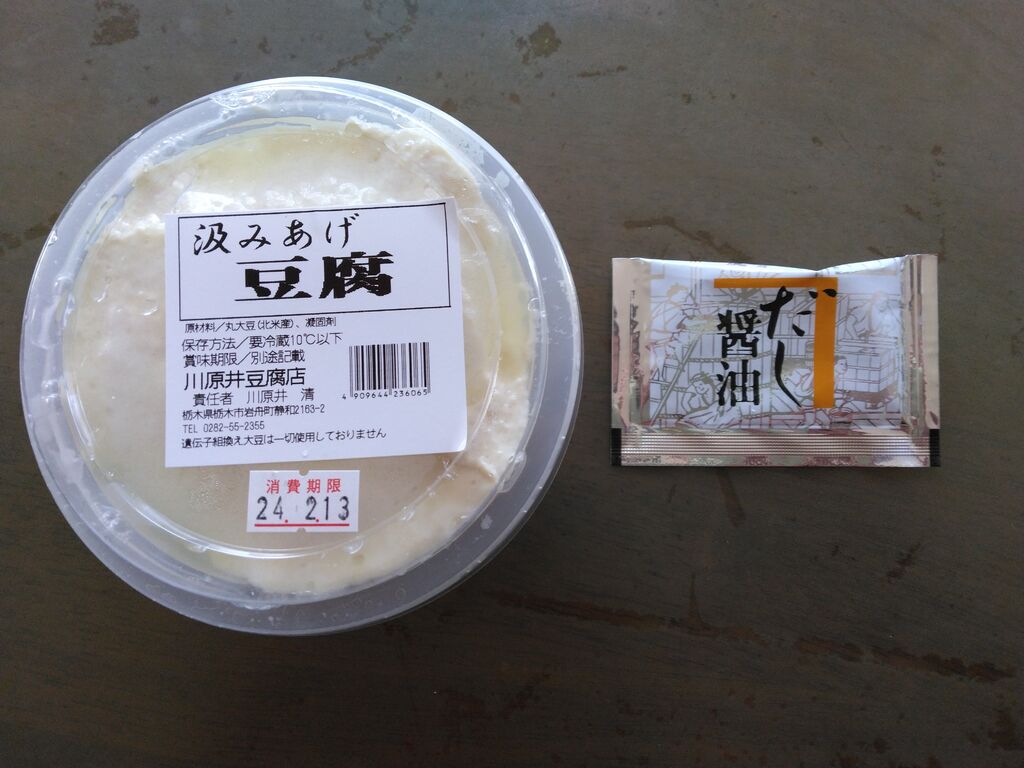 汲みあげ
豆腐
原材料／丸大豆(北米産)、凝固剤
保存方法／要冷蔵10℃以下
賞味期限／別途記載
川原井豆腐店
責任者 川原井 清
栃木県栃木市岩舟町静和2163-2
TEL 0282-55-2355
遺伝子組換え大豆は一切使用しておりません
4 909644 236065
消費期限
24. 2.13
だし
醤油